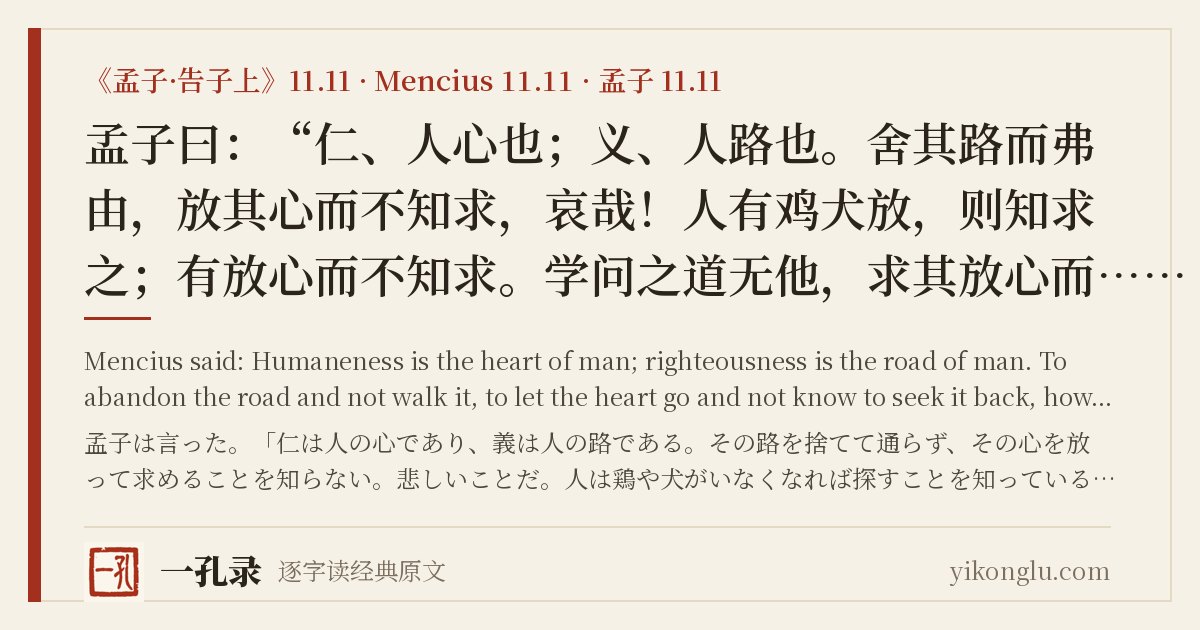 《孟子·告子上》11.11 · Mencius 11.11 · 孟子 11.11
孟子曰：“仁、人心也；义、人路也。舍其路而弗
由，放其心而不知求，哀哉！人有鸡犬放，则知求
之；有放心而不知求。学问之道无他，求其放心而……
Mencius said: Humaneness is the heart of man; righteousness is the road of man. To
abandon the road and not walk it, to let the heart go and not know to seek it back, how...
孟子は言った。「仁は人の心であり、義は人の路である。その路を捨てて通らず、その心を放
って求めることを知らない。悲しいことだ。人は鶏や犬がいなくなれば探すことを知っている…
一孔
一孔录 逐字读经典原文
yikonglu.com